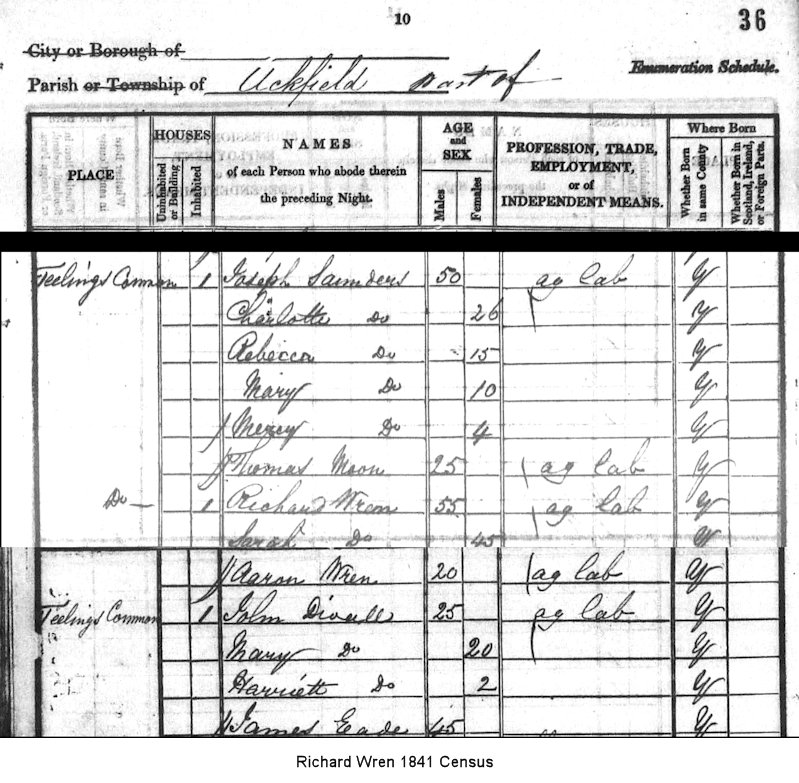 10
36
City or Borough of
Parish or Township of Uckfield Part of
Enumeration Schedule.
PLACE
HOUSES
Uninhabited or Building
Inhabited
NAMES
of each Person who abode therein
the preceding Night.
AGE and SEX
Males
Females
PROFESSION, TRADE,
EMPLOYMENT,
or of
INDEPENDENT MEANS.
Where Born
Whether Born in same County
Whether Born in Scotland, Ireland, or Foreign Parts.
Feelings Common 1 Joseph Saunders 50 ag lab Y
Charlotte Do 26 Y
Rebecca Do 15 Y
Mary Do 10 Y
Mercy Do 4 Y
Thomas Moon 25 ag lab Y
Do 1 Richard Wren 55 ag lab Y
Sarah Do 45 Y
Aaron Wren 20 ag lab Y
Feelings Common 1 John Divall 25 ag lab Y
Mary Do 20 Y
Harriett Do 2 Y
James Eade 45 Y
Richard Wren 1841 Census